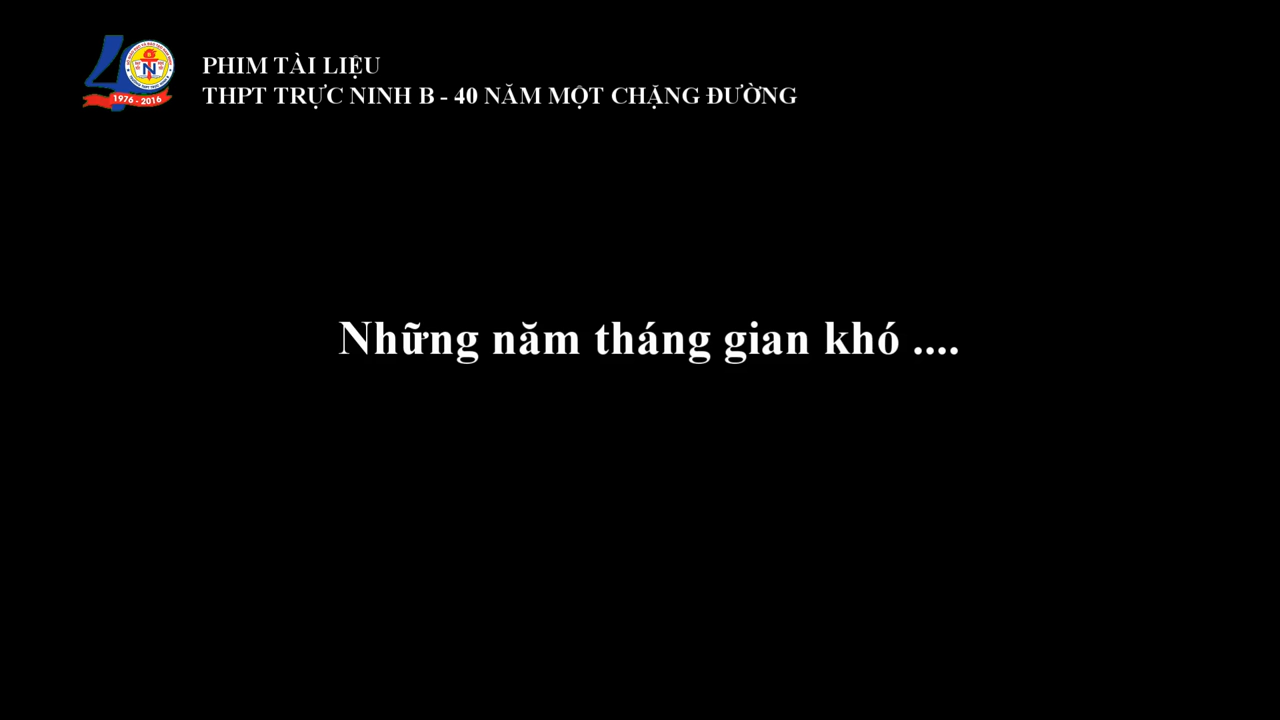 PHIM TÀI LIỆU
THPT TRỰC NINH B - 40 NĂM MỘT CHẶNG ĐƯỜNG
1976 - 2016
Những năm tháng gian khó ....